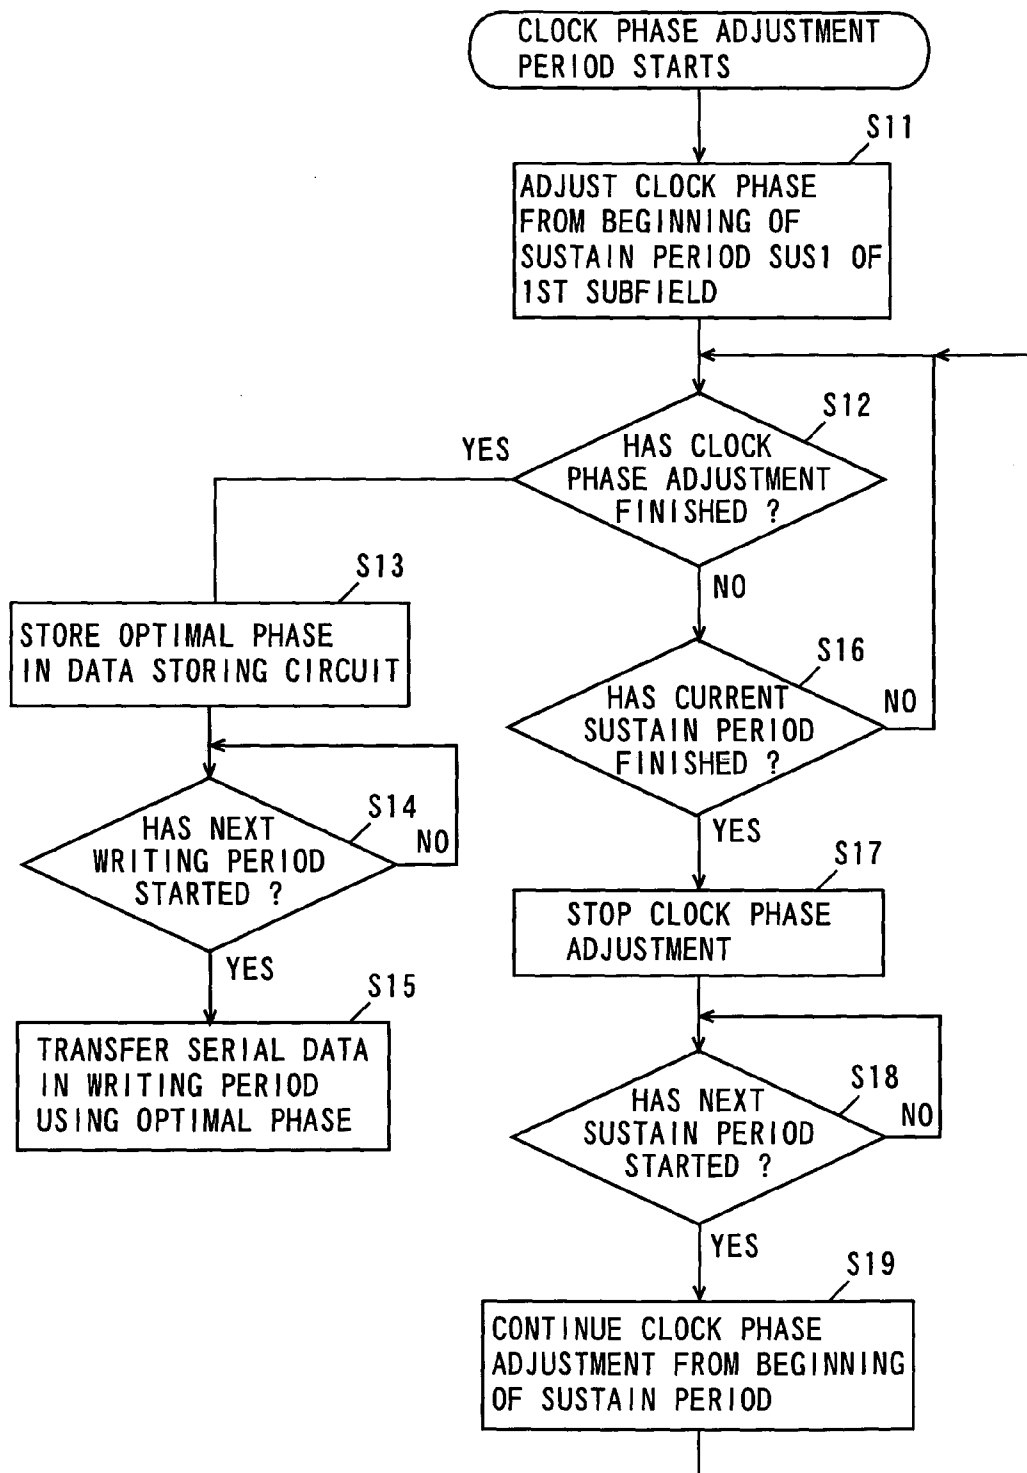 CLOCK PHASE ADJUSTMENT
PERIOD STARTS
S11
ADJUST CLOCK PHASE
FROM BEGINNING OF
SUSTAIN PERIOD SUS1 OF
1ST SUBFIELD
S12
YES
HAS CLOCK
PHASE ADJUSTMENT
FINISHED ?
NO
S13
STORE OPTIMAL PHASE
IN DATA STORING CIRCUIT
S16
HAS CURRENT
SUSTAIN PERIOD
FINISHED ?
NO
YES
S14
HAS NEXT
WRITING PERIOD
STARTED ?
NO
YES
S15
TRANSFER SERIAL DATA
IN WRITING PERIOD
USING OPTIMAL PHASE
S17
STOP CLOCK PHASE
ADJUSTMENT
S18
HAS NEXT
SUSTAIN PERIOD
STARTED ?
NO
YES
S19
CONTINUE CLOCK PHASE
ADJUSTMENT FROM BEGINNING
OF SUSTAIN PERIOD